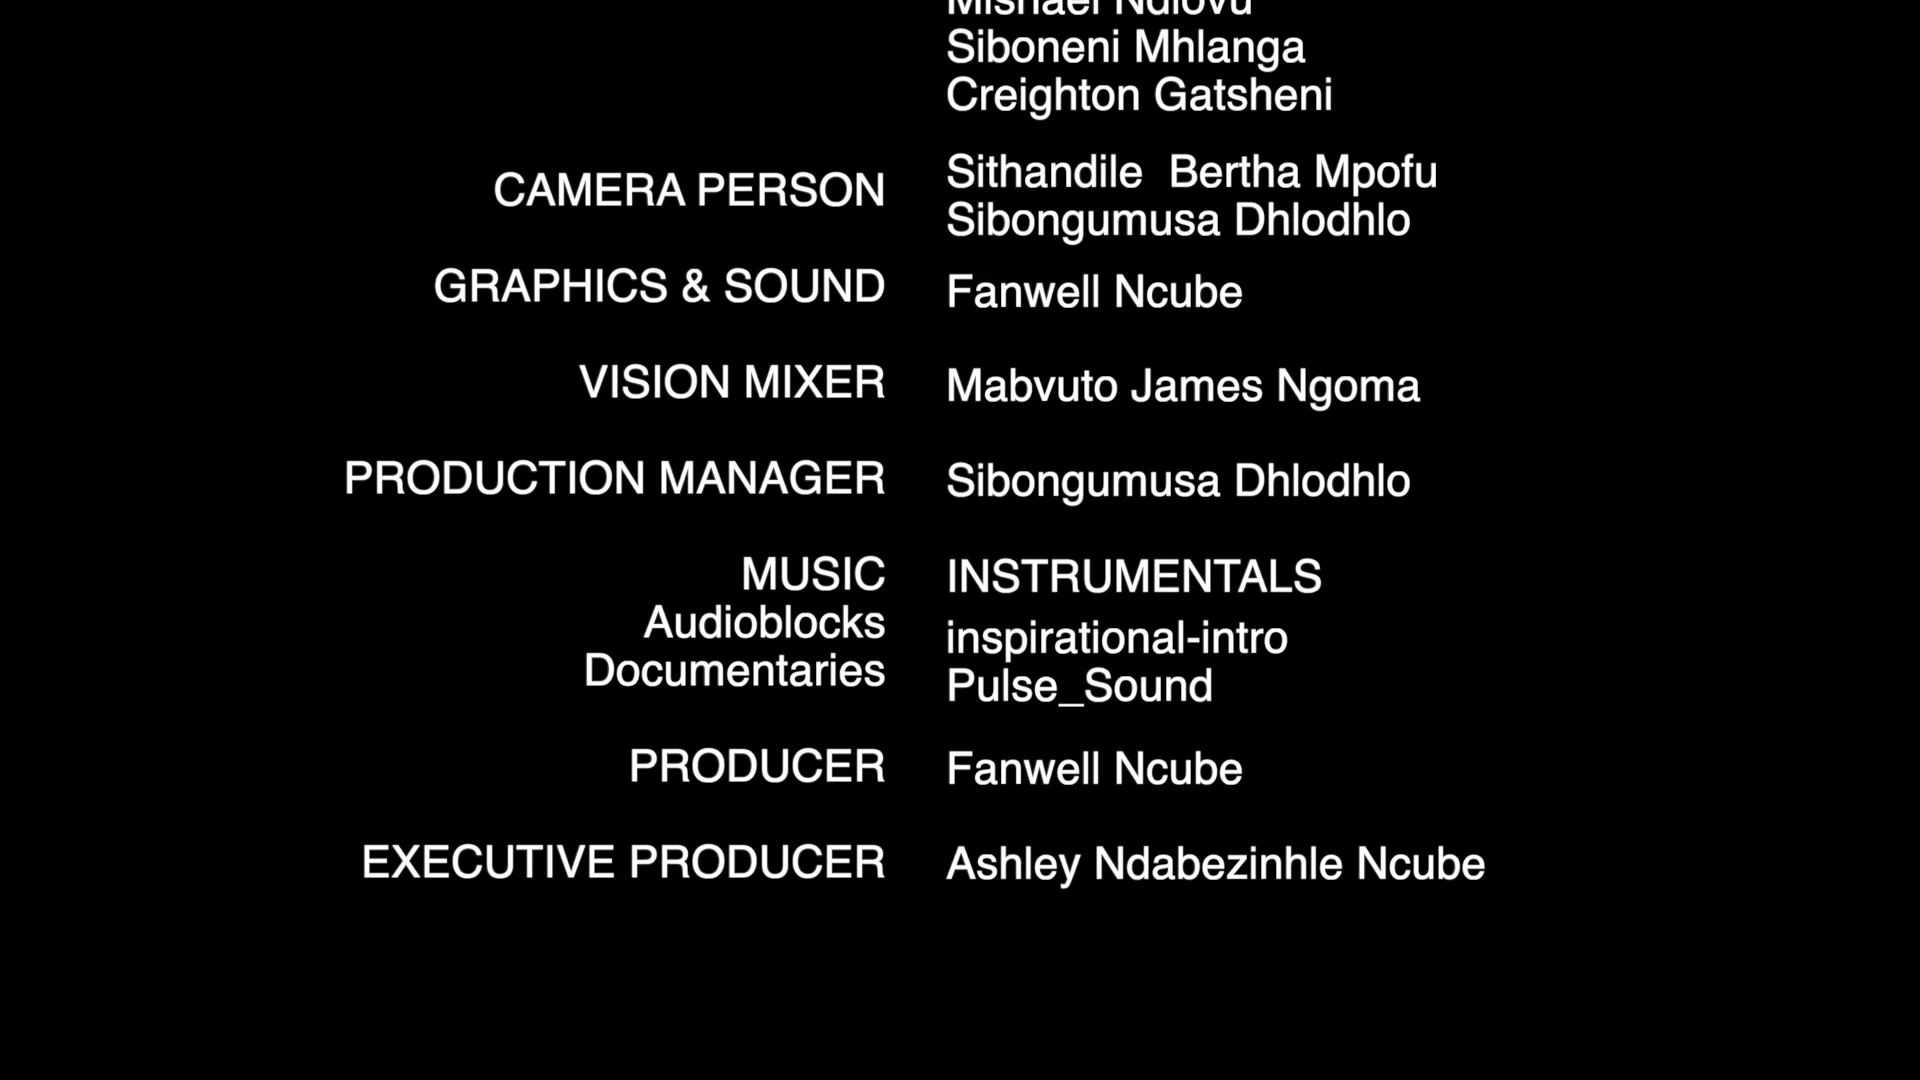 Mishael Ndlovu
Siboneni Mhlanga
Creighton Gatsheni
CAMERA PERSON
Sithandile  Bertha Mpofu
Sibongumusa Dhlodhlo
GRAPHICS & SOUND
Fanwell Ncube
VISION MIXER
Mabvuto James Ngoma
PRODUCTION MANAGER
Sibongumusa Dhlodhlo
MUSIC
Audioblocks
Documentaries
INSTRUMENTALS
inspirational-intro
Pulse_Sound
PRODUCER
Fanwell Ncube
EXECUTIVE PRODUCER
Ashley Ndabezinhle Ncube